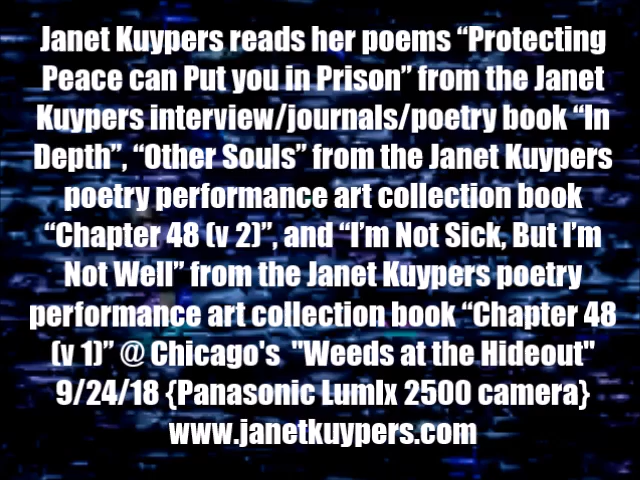 Janet Kuypers reads her poems “Protecting
Peace can Put you in Prison” from the Janet
Kuypers interview/journals/poetry book “In
Depth”, “Other Souls” from the Janet Kuypers
poetry performance art collection book
“Chapter 48 (v 2)”, and “I’m Not Sick, But I’m
Not Well” from the Janet Kuypers poetry
performance art collection book “Chapter 48
(v 1)” @ Chicago's "Weeds at the Hideout"
9/24/18 {Panasonic LumIx 2500 camera}
www.janetkuypers.com